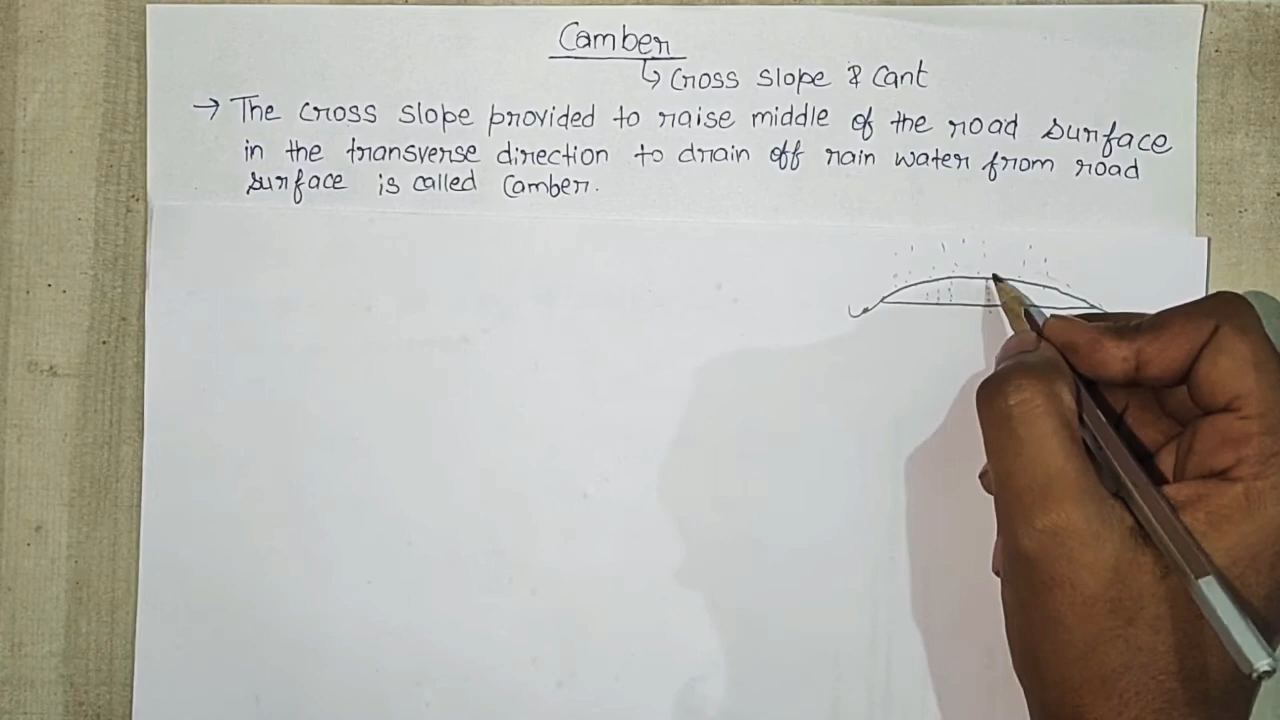 Camber
↳ Cross slope & Cant
→ The cross slope provided to raise middle of the road surface
in the transverse direction to drain off rain water from road
surface is called Camber.